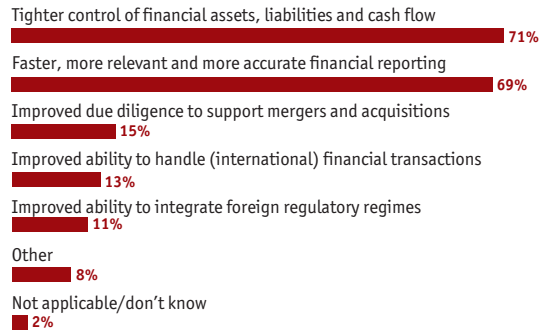 Tighter control of financial assets, liabilities and cash flow
71%
Faster, more relevant and more accurate financial reporting
69%
Improved due diligence to support mergers and acquisitions
15%
Improved ability to handle (international) financial transactions
13%
Improved ability to integrate foreign regulatory regimes
11%
Other
8%
Not applicable/don’t know
2%